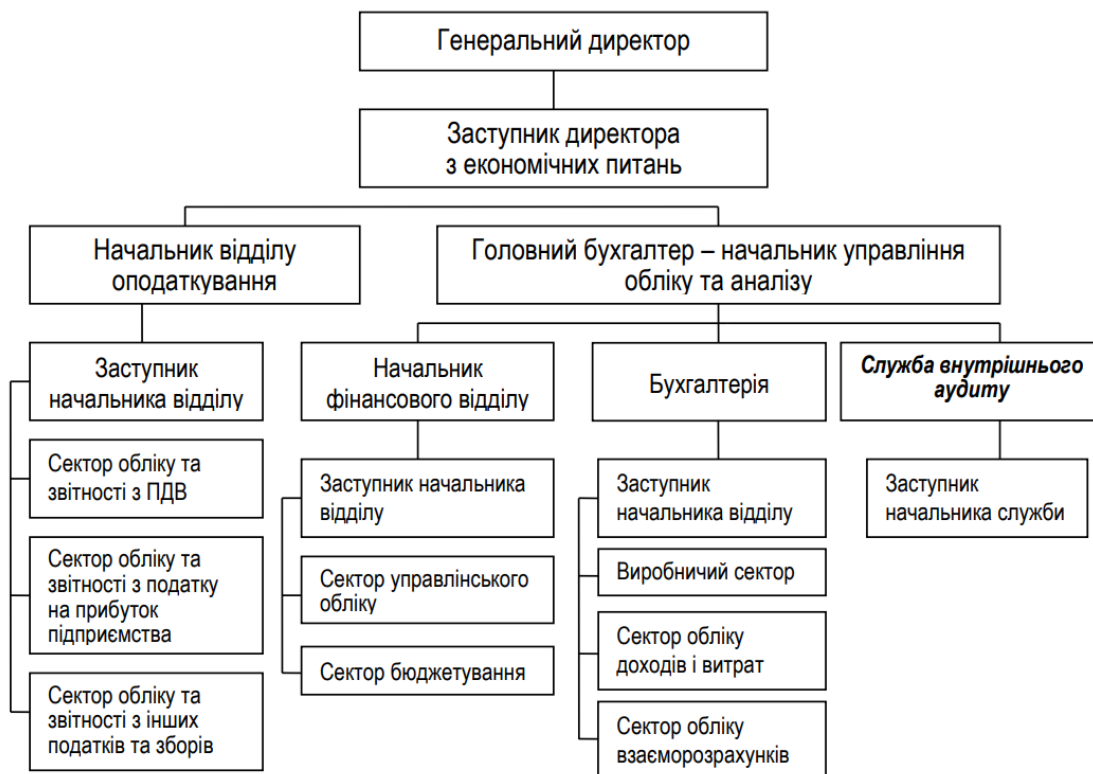 Генеральний директор
Заступник директора
з економічних питань
Начальник відділу
оподаткування
Головний бухгалтер – начальник управління
обліку та аналізу
Заступник
начальника відділу
Сектор обліку та
звітності з ПДВ
Сектор обліку та
звітності з податку
на прибуток
підприємства
Сектор обліку та
звітності з інших
податків та зборів
Начальник
фінансового відділу
Заступник начальника
відділу
Сектор управлінського
обліку
Сектор бюджетування
Бухгалтерія
Заступник
начальника відділу
Виробничий сектор
Сектор обліку
доходів і витрат
Сектор обліку
взаєморозрахунків
Служба внутрішнього
аудиту
Заступник
начальника служби